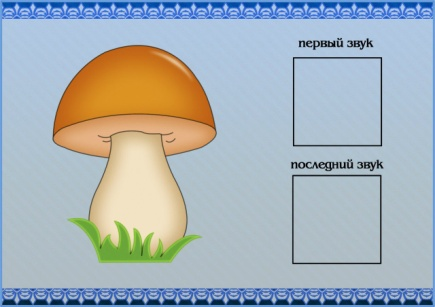 первый звук
последний звук